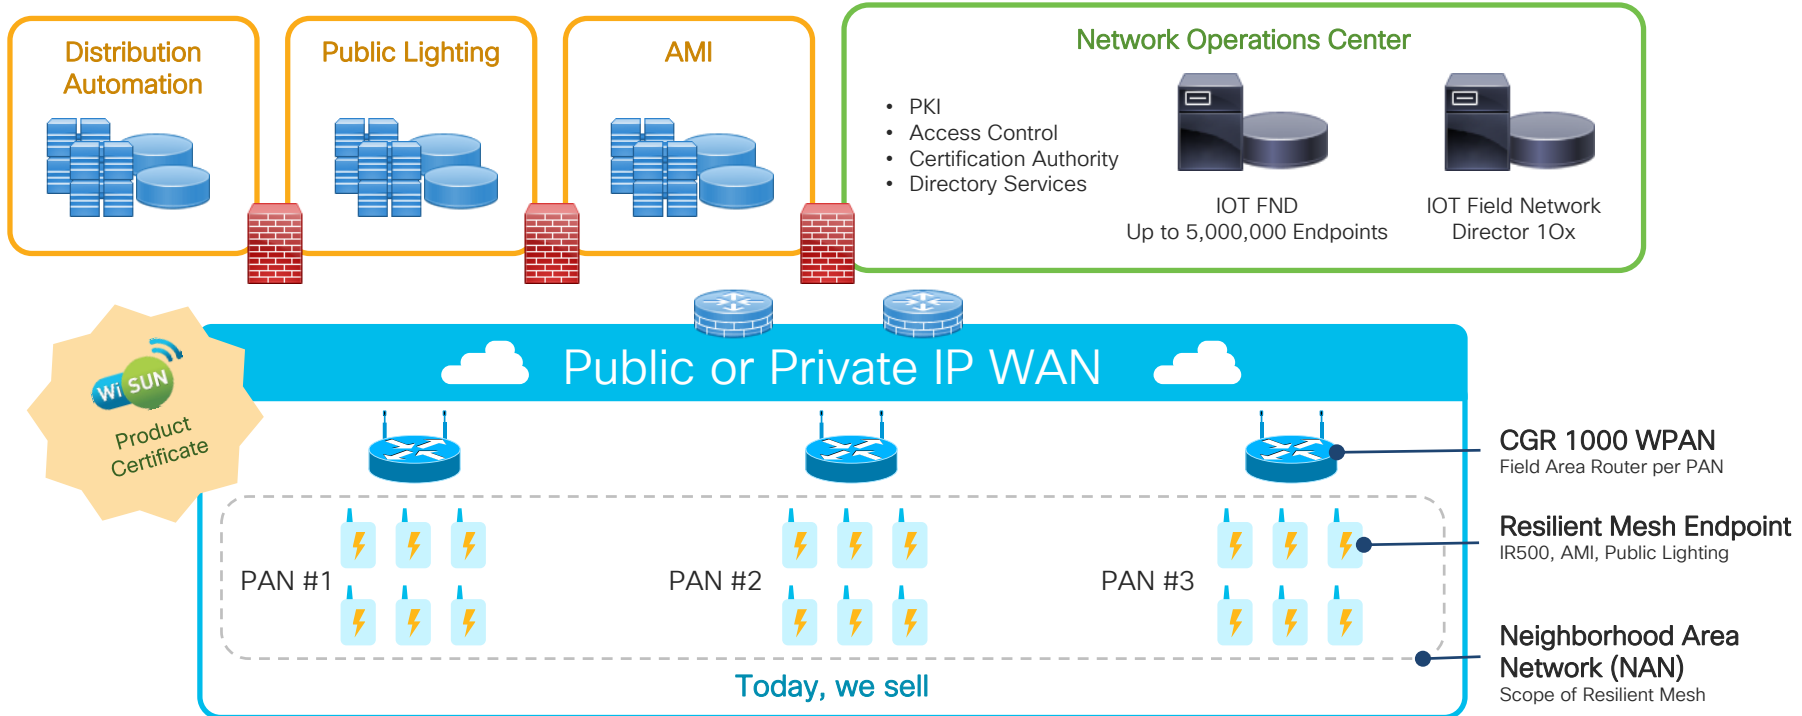 Distribution
Automation
Public Lighting
AMI
Network Operations Center
• PKI
• Access Control
• Certification Authority
• Directory Services
IOT FND
Up to 5,000,000 Endpoints
IOT Field Network
Director 1Ox
Wi SUN
Product
Certificate
Public or Private IP WAN
CGR 1000 WPAN
Field Area Router per PAN
Resilient Mesh Endpoint
IR500, AMI, Public Lighting
PAN #1
PAN #2
PAN #3
Neighborhood Area
Network (NAN)
Scope of Resilient Mesh
Today, we sell